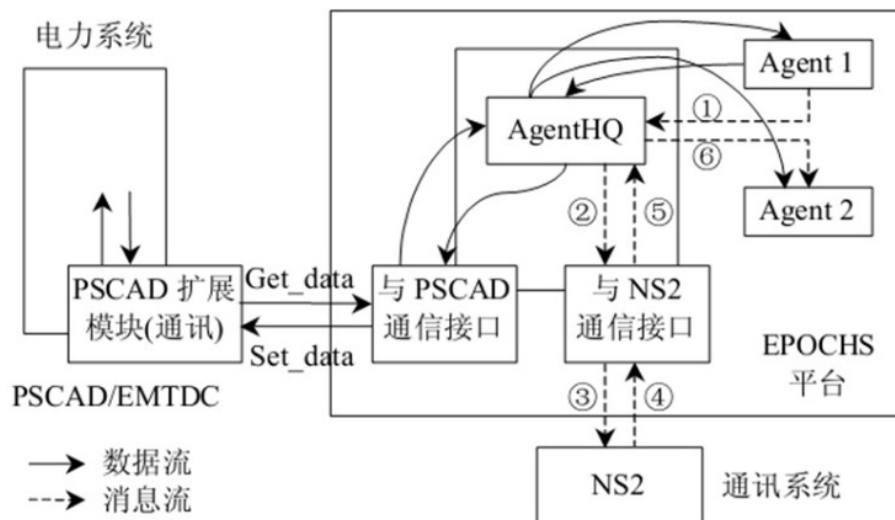 电力系统
Agent 1
AgentHQ
①
⑥
②
⑤
Agent 2
PSCAD 扩展
模块(通讯)
Get_data
Set_data
与 PSCAD
通信接口
与 NS2
通信接口
EPOCHS
平台
PSCAD/EMTDC
③
④
数据流
消息流
NS2
通讯系统